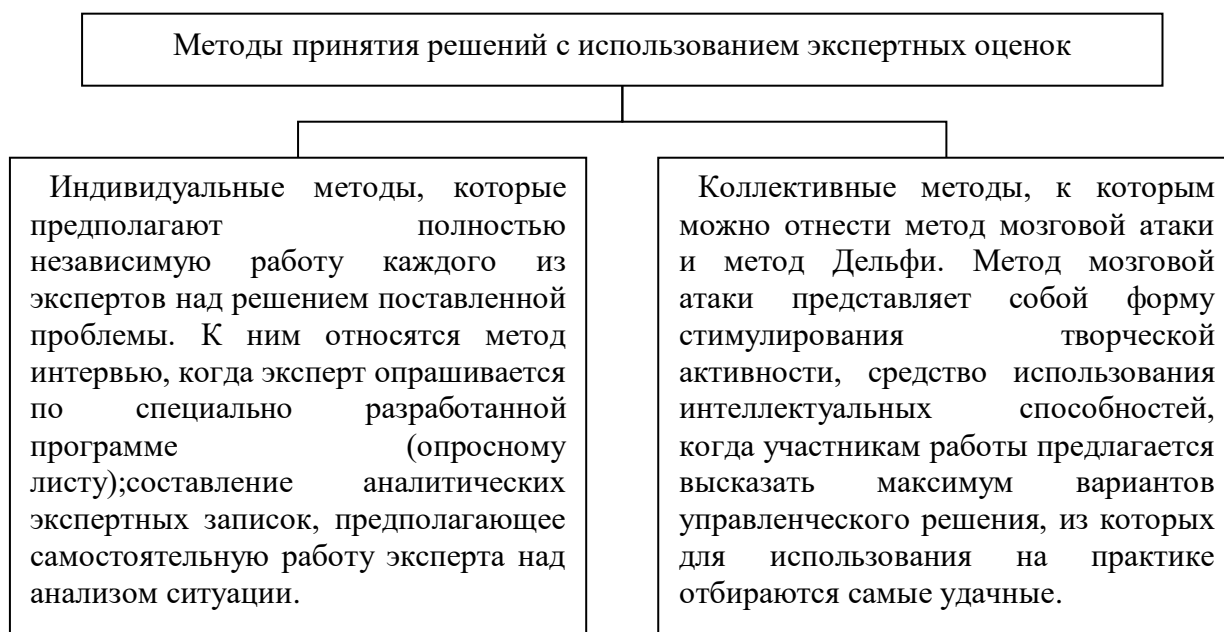 Методы принятия решений с использованием экспертных оценок
Индивидуальные методы, которые
предполагают полностью
независимую работу каждого из
экспертов над решением поставленной
проблемы. К ним относятся метод
интервью, когда эксперт опрашивается
по специально разработанной
программе (опросному
листу);составление аналитических
экспертных записок, предполагающее
самостоятельную работу эксперта над
анализом ситуации.
Коллективные методы, к которым
можно отнести метод мозговой атаки
и метод Дельфи. Метод мозговой
атаки представляет собой форму
стимулирования творческой
активности, средство использования
интеллектуальных способностей,
когда участникам работы предлагается
высказать максимум вариантов
управленческого решения, из которых
для использования на практике
отбираются самые удачные.